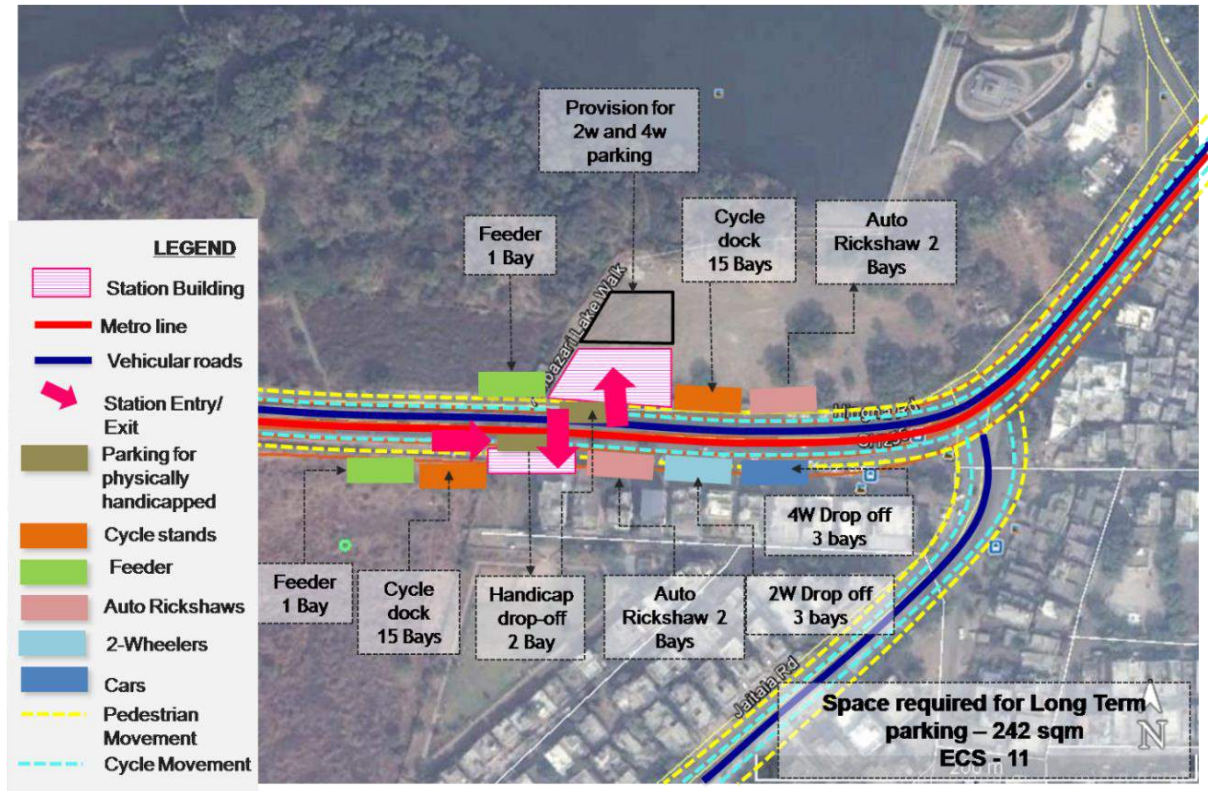 Provision for
2w and 4w
parking
Feeder
1 Bay
Cycle
dock
15 Bays
Auto
Rickshaw 2
Bays
LEGEND
Station Building
Metro line
Vehicular roads
Station Entry/
Exit
Parking for
physically
handicapped
Cycle stands
Feeder
Auto Rickshaws
2-Wheelers
Cars
Pedestrian
Movement
Cycle Movement
Lake Walk
4W Drop off
3 bays
Feeder
1 Bay
Cycle
dock
15 Bays
Handicap
drop-off
2 Bay
Auto
Rickshaw 2
Bays
2W Drop off
3 bays
Jaitala Rd
Space required for Long Term
parking – 242 sqm
ECS - 11
N
200 m